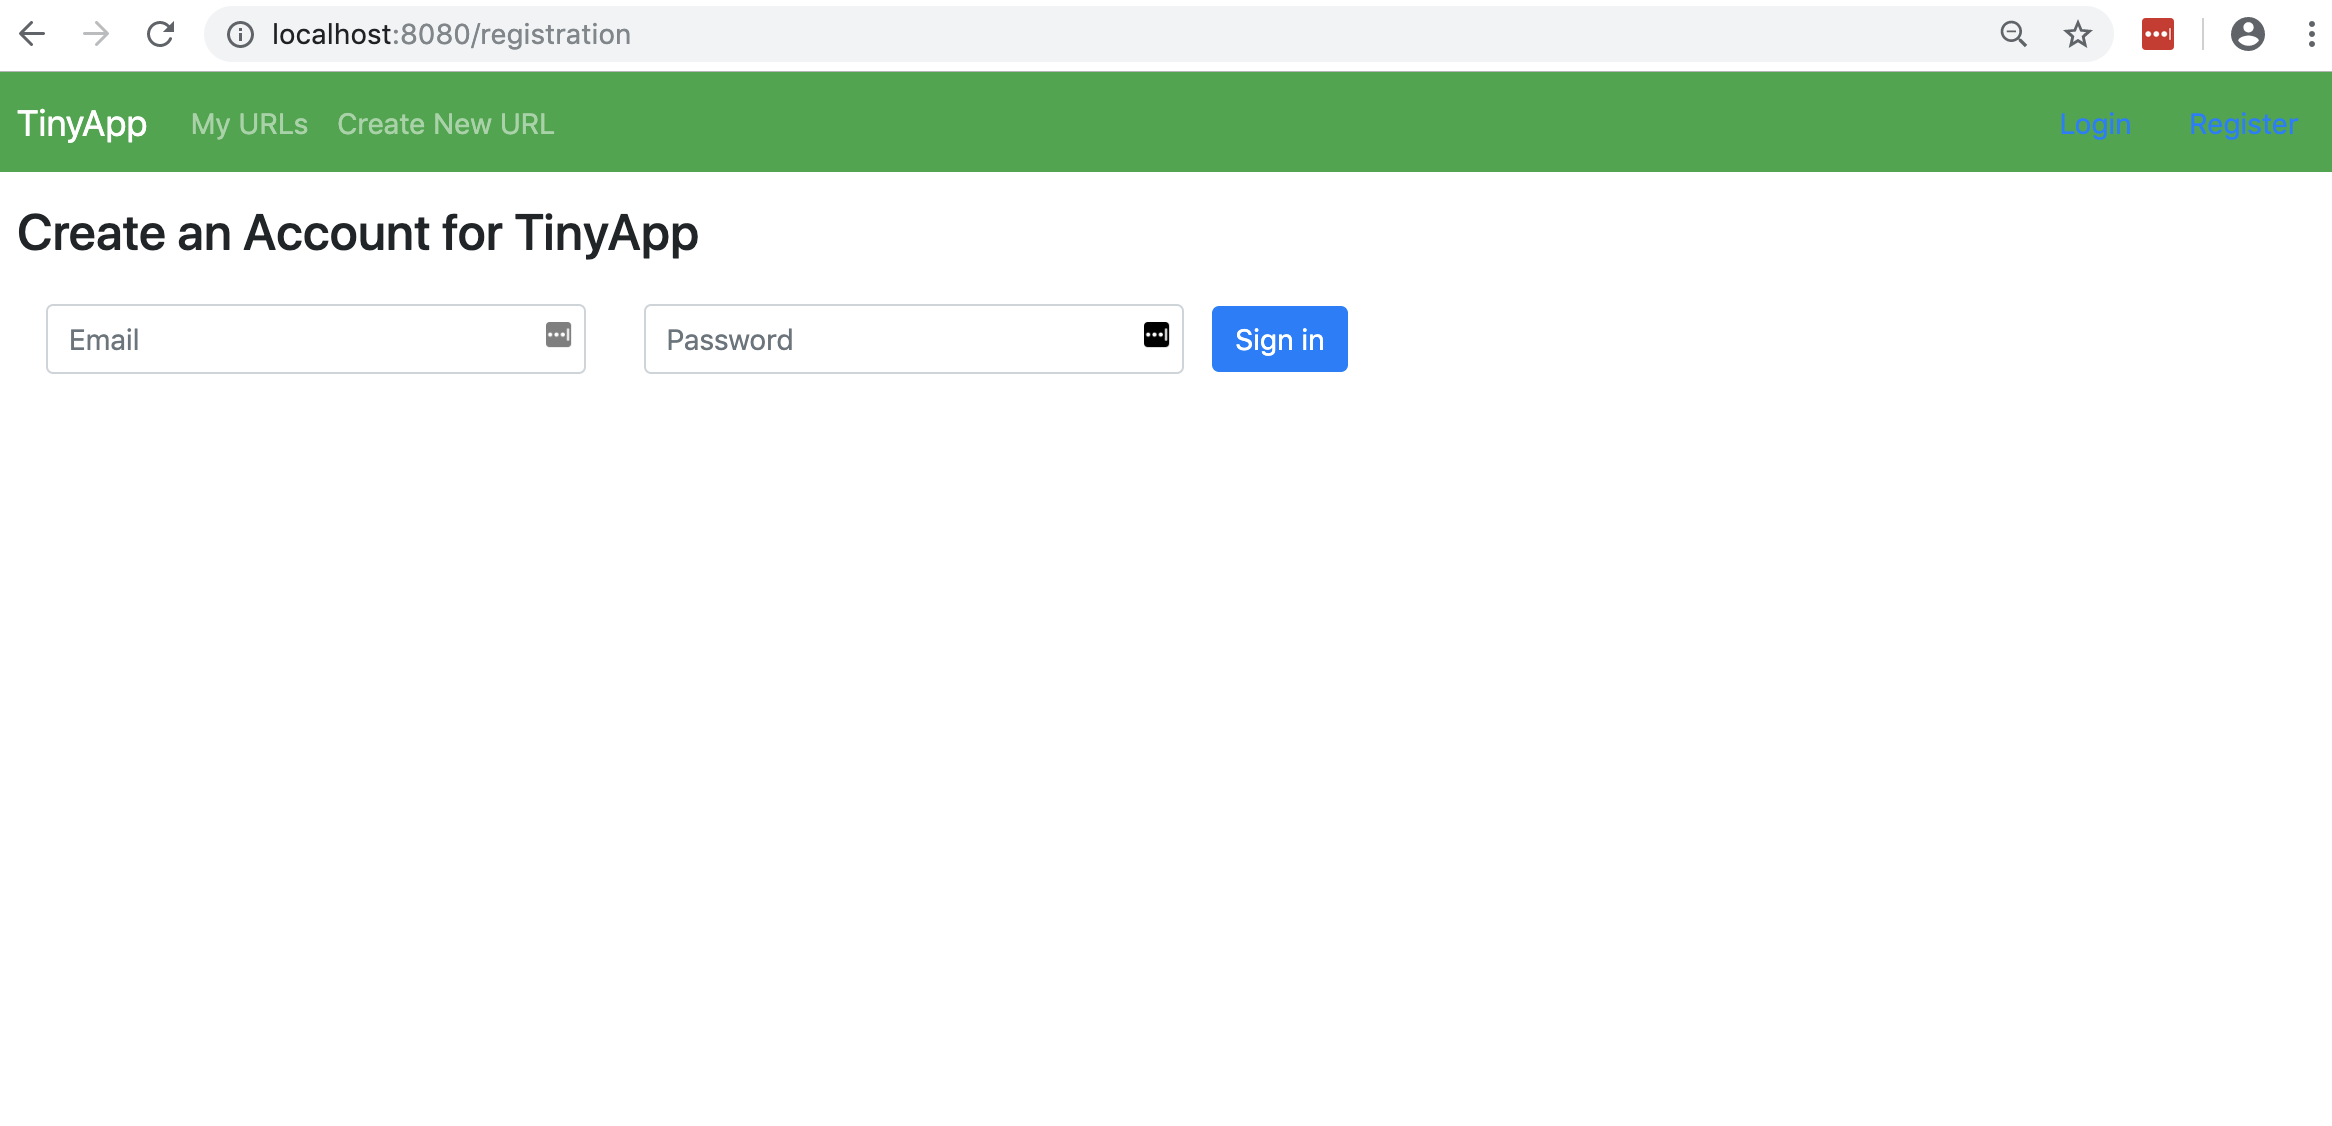 localhost:8080/registration
TinyApp My URLs Create New URL Login Register
Create an Account for TinyApp
Email Password Sign in